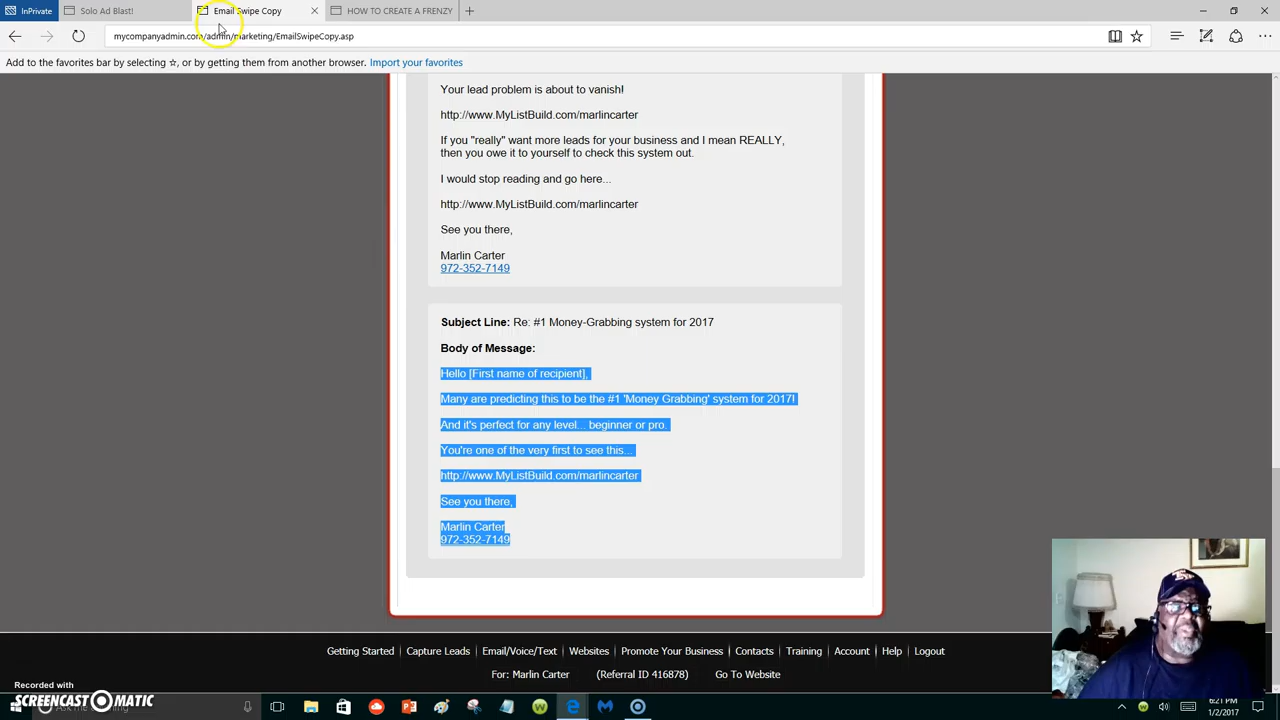 InPrivate
Solo Ad Blast!
Email Swipe Copy
HOW TO CREATE A FRENZY
mycompanyadmin.com/admin/marketing/EmailSwipeCopy.asp
Add to the favorites bar by selecting ☆, or by getting them from another browser. Import your favorites
Your lead problem is about to vanish!
http://www.MyListBuild.com/marlincarter
If you "really" want more leads for your business and I mean REALLY,
then you owe it to yourself to check this system out.
I would stop reading and go here...
http://www.MyListBuild.com/marlincarter
See you there,
Marlin Carter
972-352-7149
Subject Line: Re: #1 Money-Grabbing system for 2017
Body of Message:
Hello [First name of recipient],
Many are predicting this to be the #1 'Money Grabbing' system for 2017!
And it's perfect for any level... beginner or pro.
You're one of the very first to see this...
http://www.MyListBuild.com/marlincarter
See you there,
Marlin Carter
972-352-7149
Getting Started | Capture Leads | Email/Voice/Text | Websites | Promote Your Business | Contacts | Training | Account | Help | Logout
For: Marlin Carter (Referral ID 416878) Go To Website
Recorded with
SCREENCAST-O-MATIC
6:21 PM
1/2/2017